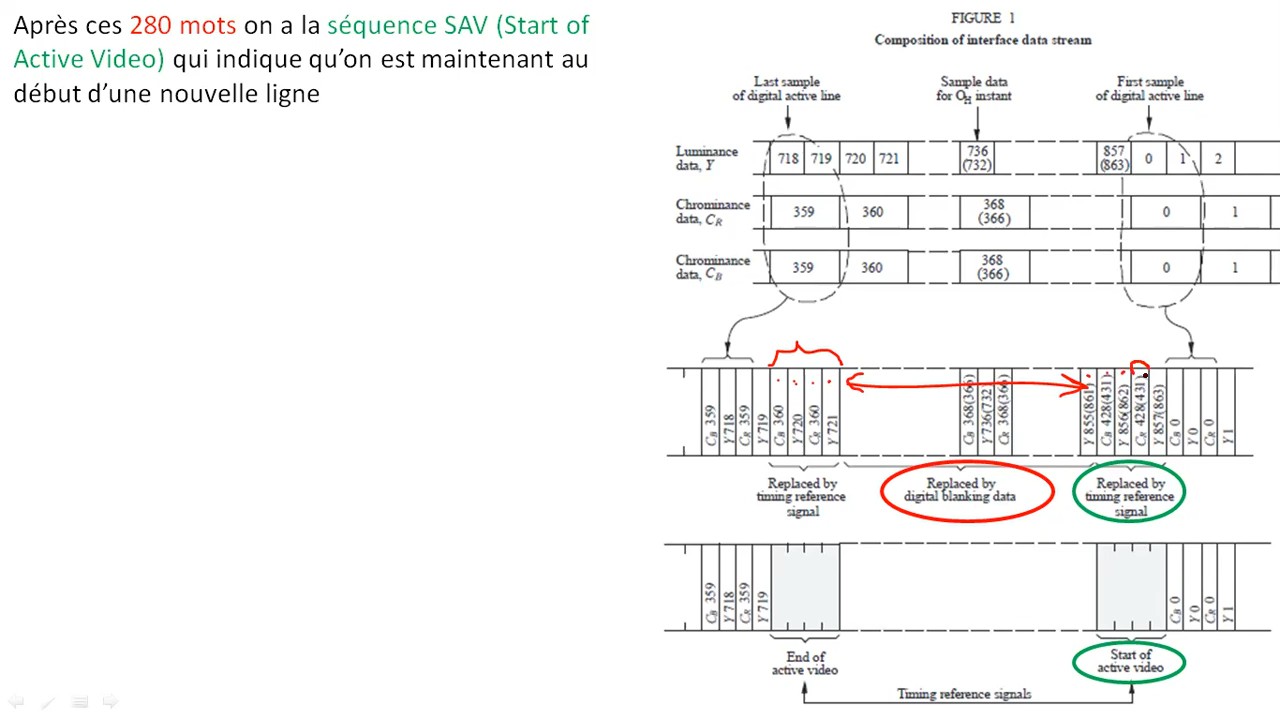 Après ces 280 mots on a la séquence SAV (Start of
Active Video) qui indique qu'on est maintenant au
début d'une nouvelle ligne
FIGURE 1
Composition of interface data stream
Last sample
of digital active line
Sample data
for OH instant
First sample
of digital active line
Luminance
data, Y
718 719 720 721 736 (732) 857 (863) 0 1 2
Chrominance
data, CR
359 360 368 (366) 0 1
Chrominance
data, CB
359 360 368 (366) 0 1
CB 359
Y 718
CR 359
Y 719
CB 360
Y 720
CR 360
Y 721
CB 368(366)
Y 736(732
CR 368(366)
Y 855(861)
CB 428(431)
Y 856(862)
CR 428(431)
Y 857(863)
CB 0
Y 0
CR 0
Y 1
Replaced by
timing reference
signal
Replaced by
digital blanking data
Replaced by
timing reference
signal
CB 359
Y 718
CR 359
Y 719
CB 0
Y 0
CR 0
Y 1
End of
active video
Start of
active video
Timing reference signals